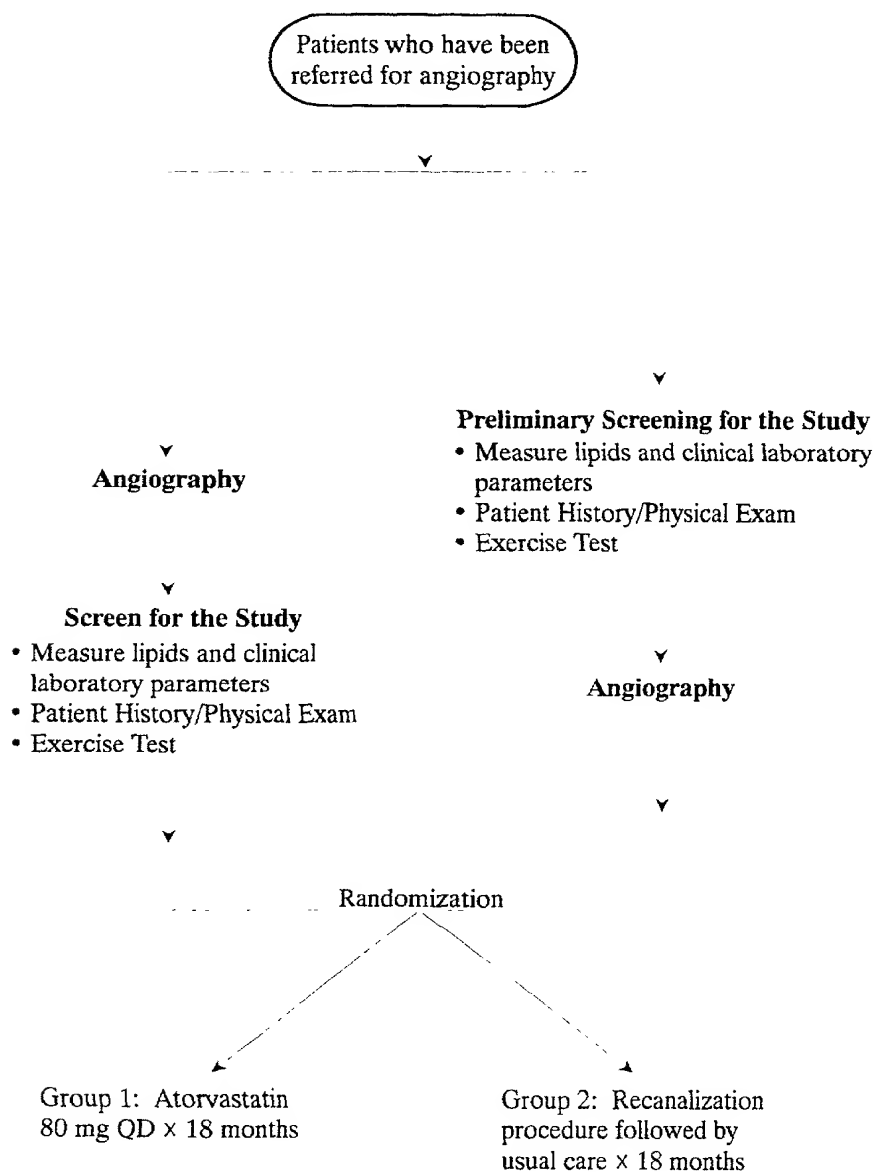 Patients who have been
referred for angiography
Preliminary Screening for the Study
• Measure lipids and clinical laboratory
parameters
• Patient History/Physical Exam
• Exercise Test
Angiography
Screen for the Study
• Measure lipids and clinical
laboratory parameters
• Patient History/Physical Exam
• Exercise Test
Angiography
Randomization
Group 1: Atorvastatin
80 mg QD × 18 months
Group 2: Recanalization
procedure followed by
usual care × 18 months